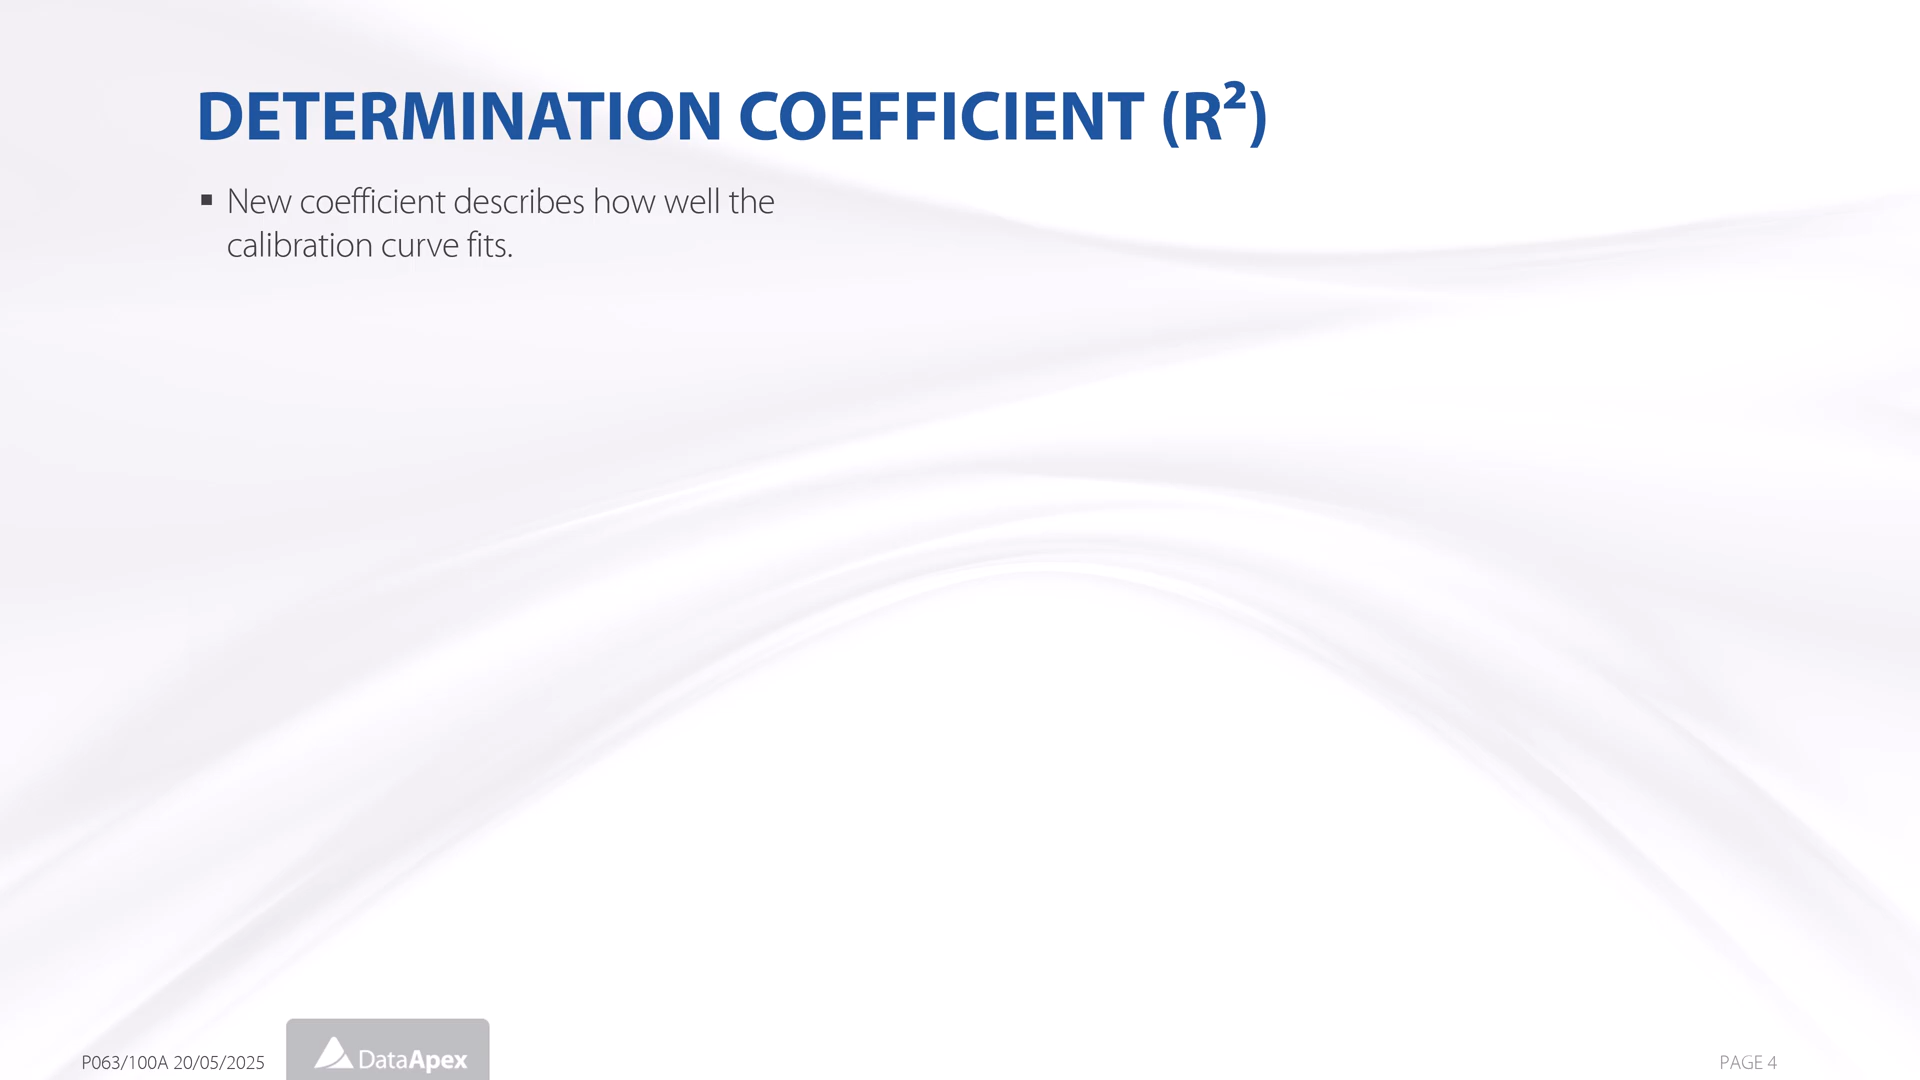 DETERMINATION COEFFICIENT (R²)
▪ New coefficient describes how well the
calibration curve fits.
P063/100A 20/05/2025
DataApex
PAGE 4